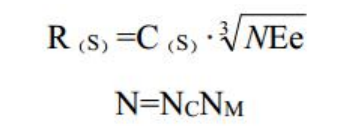 R (S) =C (S) · ∛NEe
N=NCNM